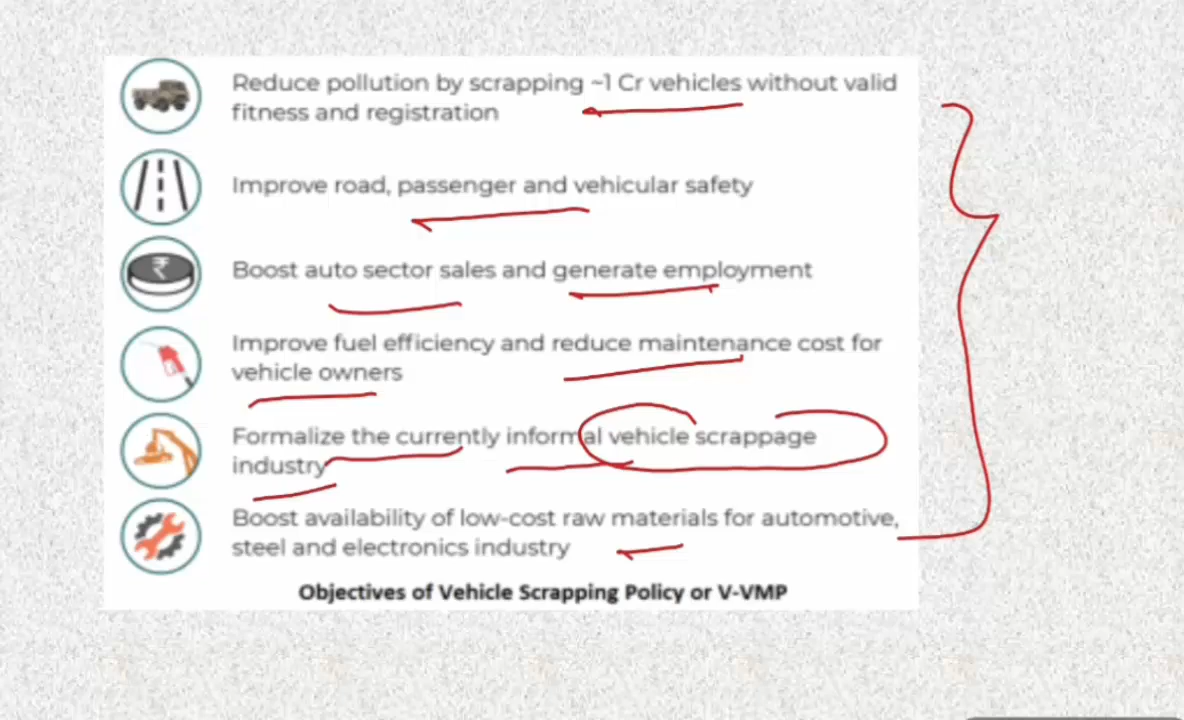 Reduce pollution by scrapping ~1 Cr vehicles without valid
fitness and registration
Improve road, passenger and vehicular safety
Boost auto sector sales and generate employment
Improve fuel efficiency and reduce maintenance cost for
vehicle owners
Formalize the currently informal vehicle scrappage
industry
Boost availability of low-cost raw materials for automotive,
steel and electronics industry
Objectives of Vehicle Scrapping Policy or V-VMP